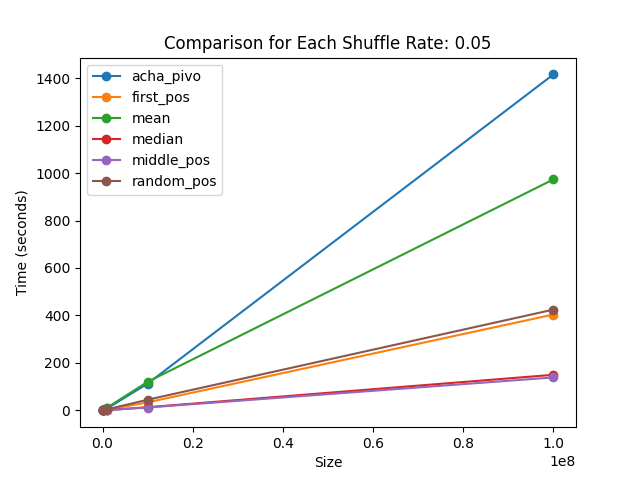 Comparison for Each Shuffle Rate: 0.05
acha_pivo
first_pos
mean
median
middle_pos
random_pos
Time (seconds)
1400
1200
1000
800
600
400
200
0
0.0 0.2 0.4 0.6 0.8 1.0
1e8
Size